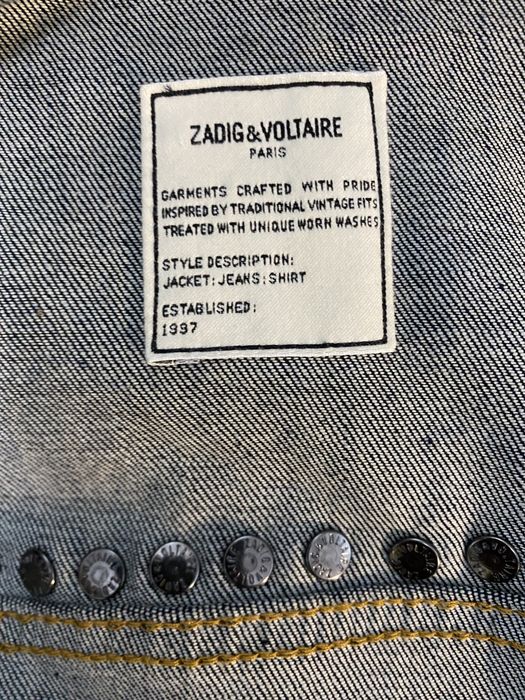 ZADIG&VOLTAIRE
PARIS
GARMENTS CRAFTED WITH PRIDE
INSPIRED BY TRADITIONAL VINTAGE FITS
TREATED WITH UNIQUE WORN WASHES
STYLE DESCRIPTION:
JACKET: JEANS: SHIRT
ESTABLISHED:
1997